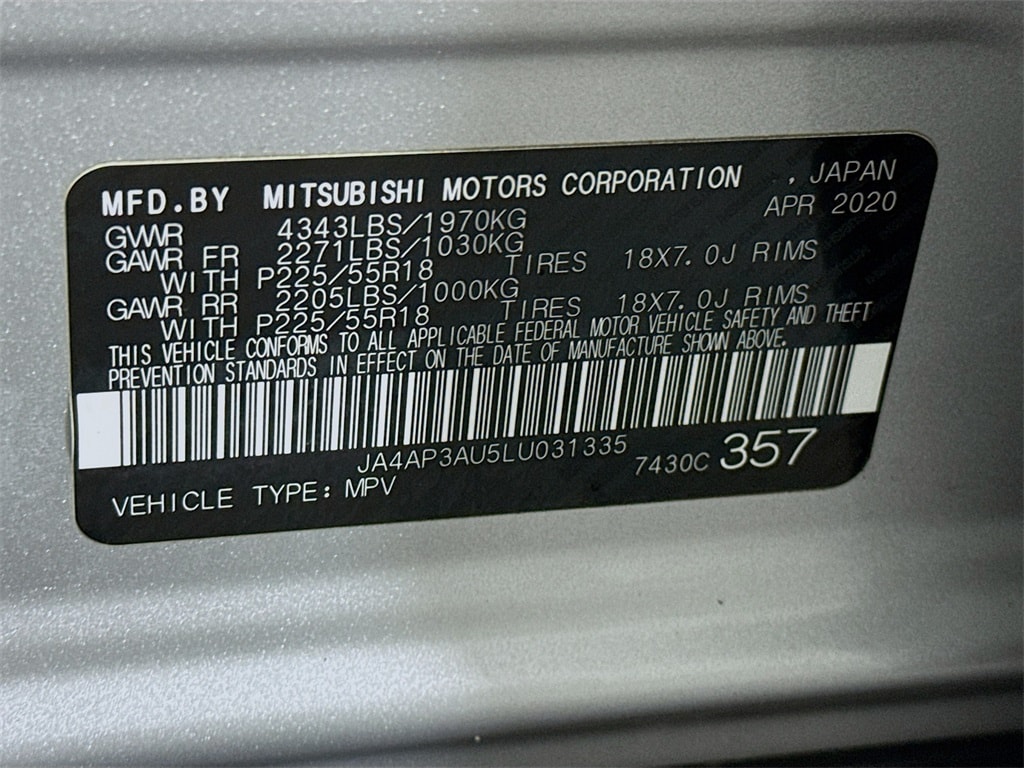 MFD.BY MITSUBISHI MOTORS CORPORATION , JAPAN
APR 2020
GVWR 4343LBS/1970KG
GAWR FR 2271LBS/1030KG
WITH P225/55R18 TIRES 18X7.0J RIMS
GAWR RR 2205LBS/1000KG
WITH P225/55R18 TIRES 18X7.0J RIMS
THIS VEHICLE CONFORMS TO ALL APPLICABLE FEDERAL MOTOR VEHICLE SAFETY AND THEFT
PREVENTION STANDARDS IN EFFECT ON THE DATE OF MANUFACTURE SHOWN ABOVE.
JA4AP3AU5LU031335 7430C 357
VEHICLE TYPE: MPV